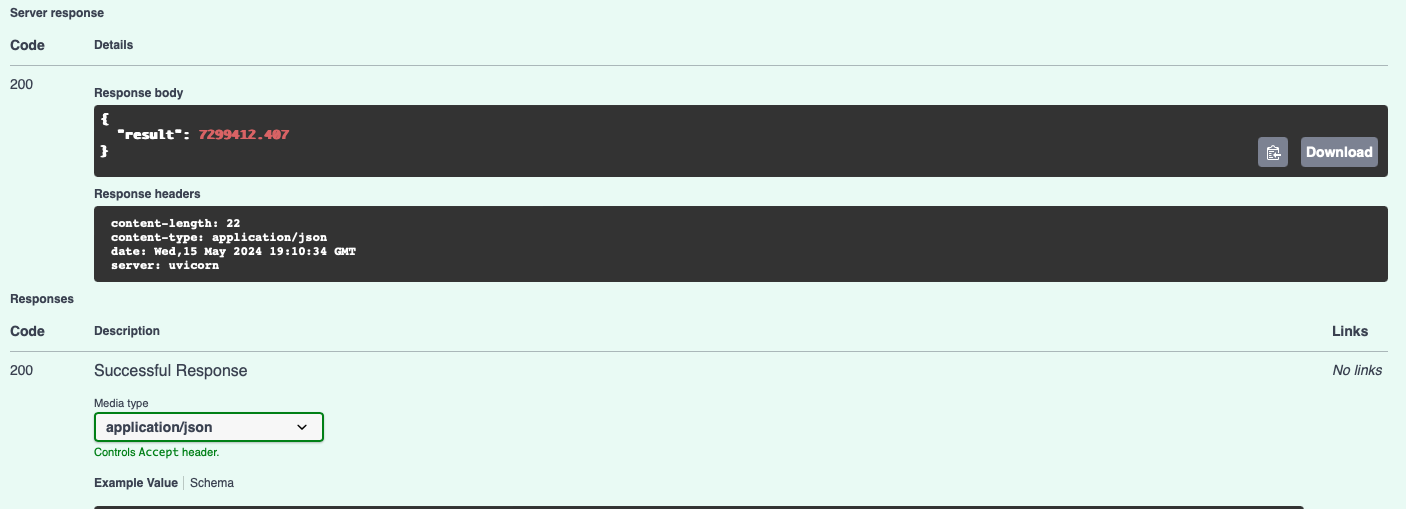 Server response
Code Details
200
Response body
{
"result": 7299412.407
}
Download
Response headers
content-length: 22
content-type: application/json
date: Wed,15 May 2024 19:10:34 GMT
server: uvicorn
Responses
Code Description Links
200 Successful Response No links
Media type
application/json
Controls Accept header.
Example Value Schema